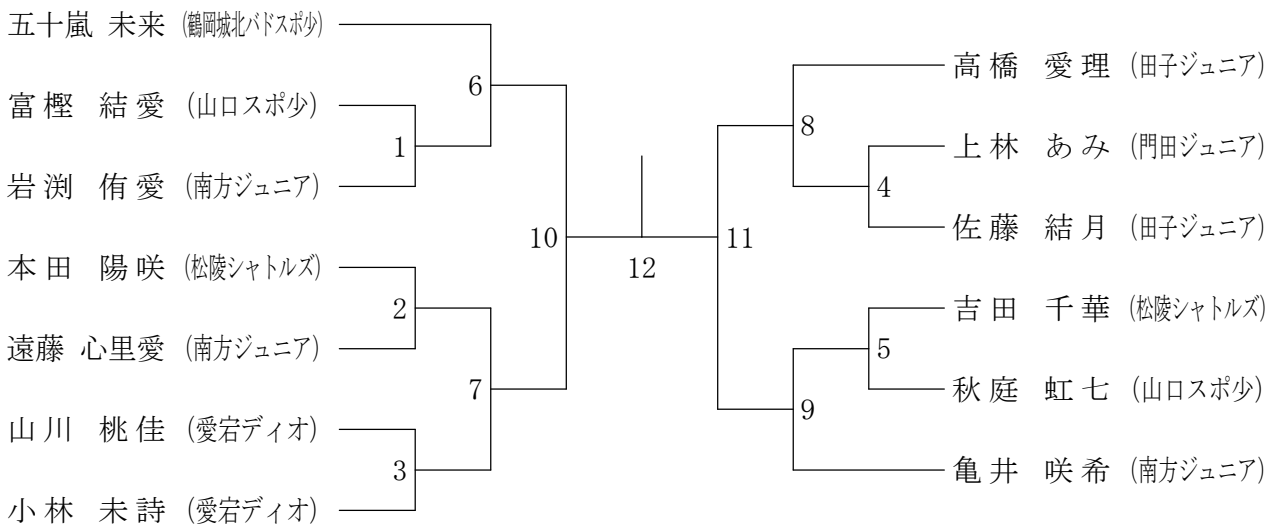 五十嵐 未来 (鶴岡城北バドスポ少)
富樫 結愛 (山口スポ少)
岩渕 侑愛 (南方ジュニア)
本田 陽咲 (松陵シャトルズ)
遠藤 心里愛 (南方ジュニア)
山川 桃佳 (愛宕ディオ)
小林 未詩 (愛宕ディオ)
1
2
3
6
7
10
12
11
8
9
4
5
高橋 愛理 (田子ジュニア)
上林 あみ (門田ジュニア)
佐藤 結月 (田子ジュニア)
吉田 千華 (松陵シャトルズ)
秋庭 虹七 (山口スポ少)
亀井 咲希 (南方ジュニア)